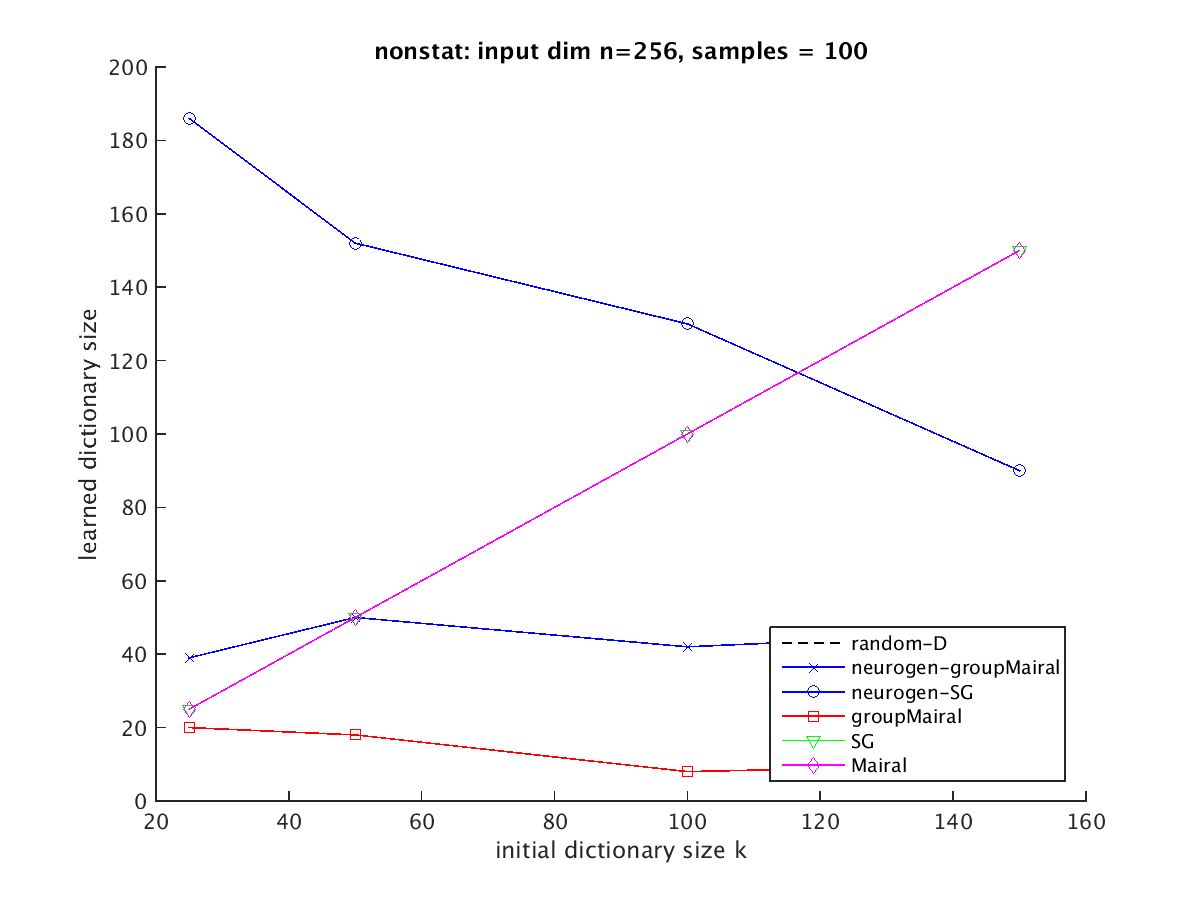 nonstat: input dim n=256, samples = 100
200
180
160
140
120
100
80
60
40
20
0
learned dictionary size
random-D
neurogen-groupMairal
neurogen-SG
groupMairal
SG
Mairal
20 40 60 80 100 120 140 160
initial dictionary size k